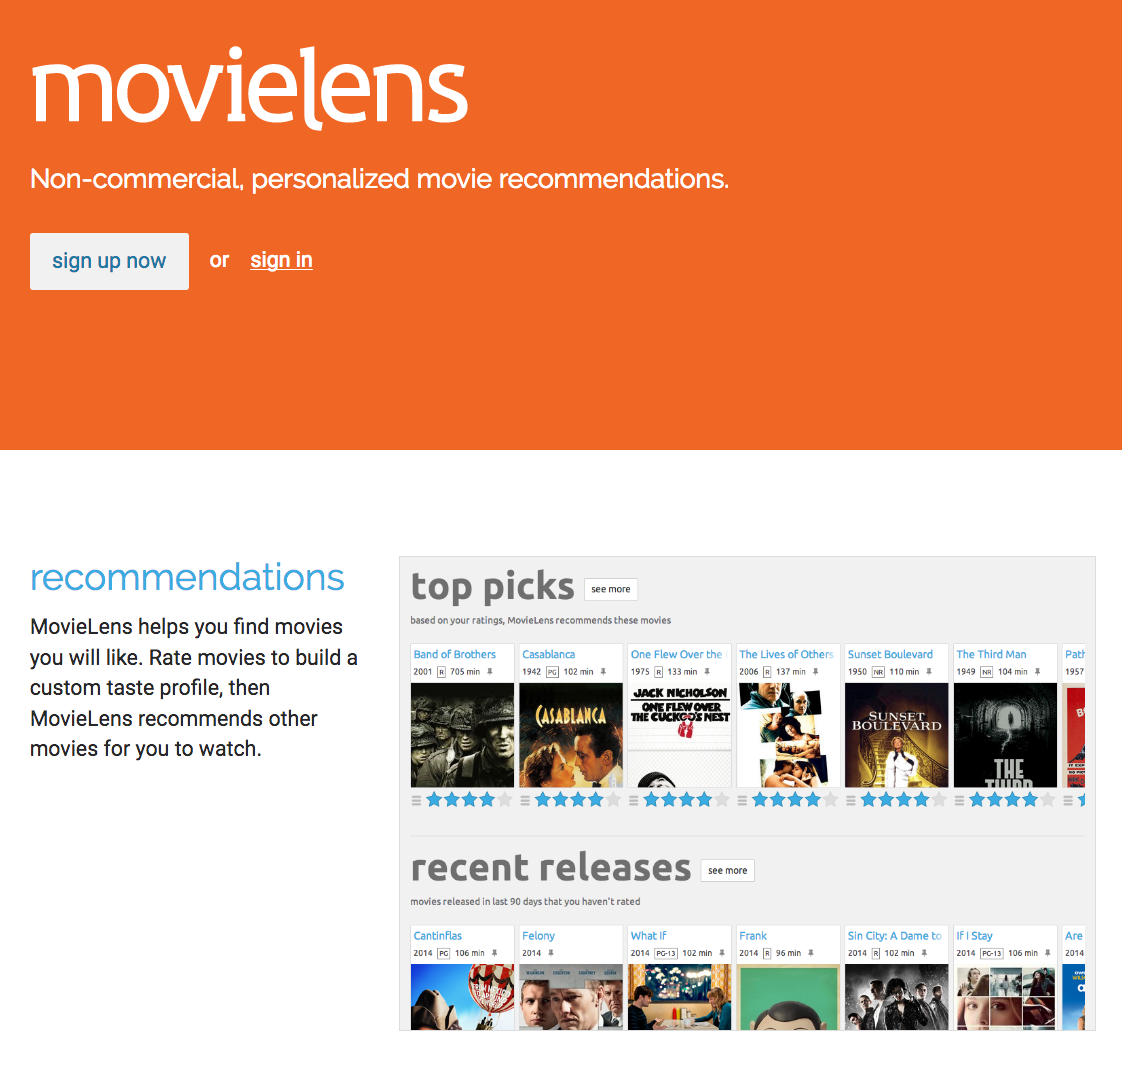 movielens
Non-commercial, personalized movie recommendations.
sign up now or sign in
recommendations
MovieLens helps you find movies
you will like. Rate movies to build a
custom taste profile, then
MovieLens recommends other
movies for you to watch.
top picks see more
based on your ratings, MovieLens recommends these movies
Band of Brothers
2001 R 705 min
Casablanca
1942 PG 102 min
One Flew Over the
1975 R 133 min
The Lives of Others
2006 R 137 min
Sunset Boulevard
1950 NR 110 min
The Third Man
1949 NR 104 min
Path
1957
CASABLANCA
JACK NICHOLSON
ONE FLEW OVER
THE CUCKOO'S NEST
SUNSET
BOULEVARD
THE
THIRD
recent releases see more
movies released in last 90 days that you haven't rated
Cantinflas
2014 PG 106 min
Felony
2014
What If
2014 PG-13 102 min
Frank
2014 R 96 min
Sin City: A Dame to
2014 R 102 min
If I Stay
2014 PG-13 106 min
Are
2014